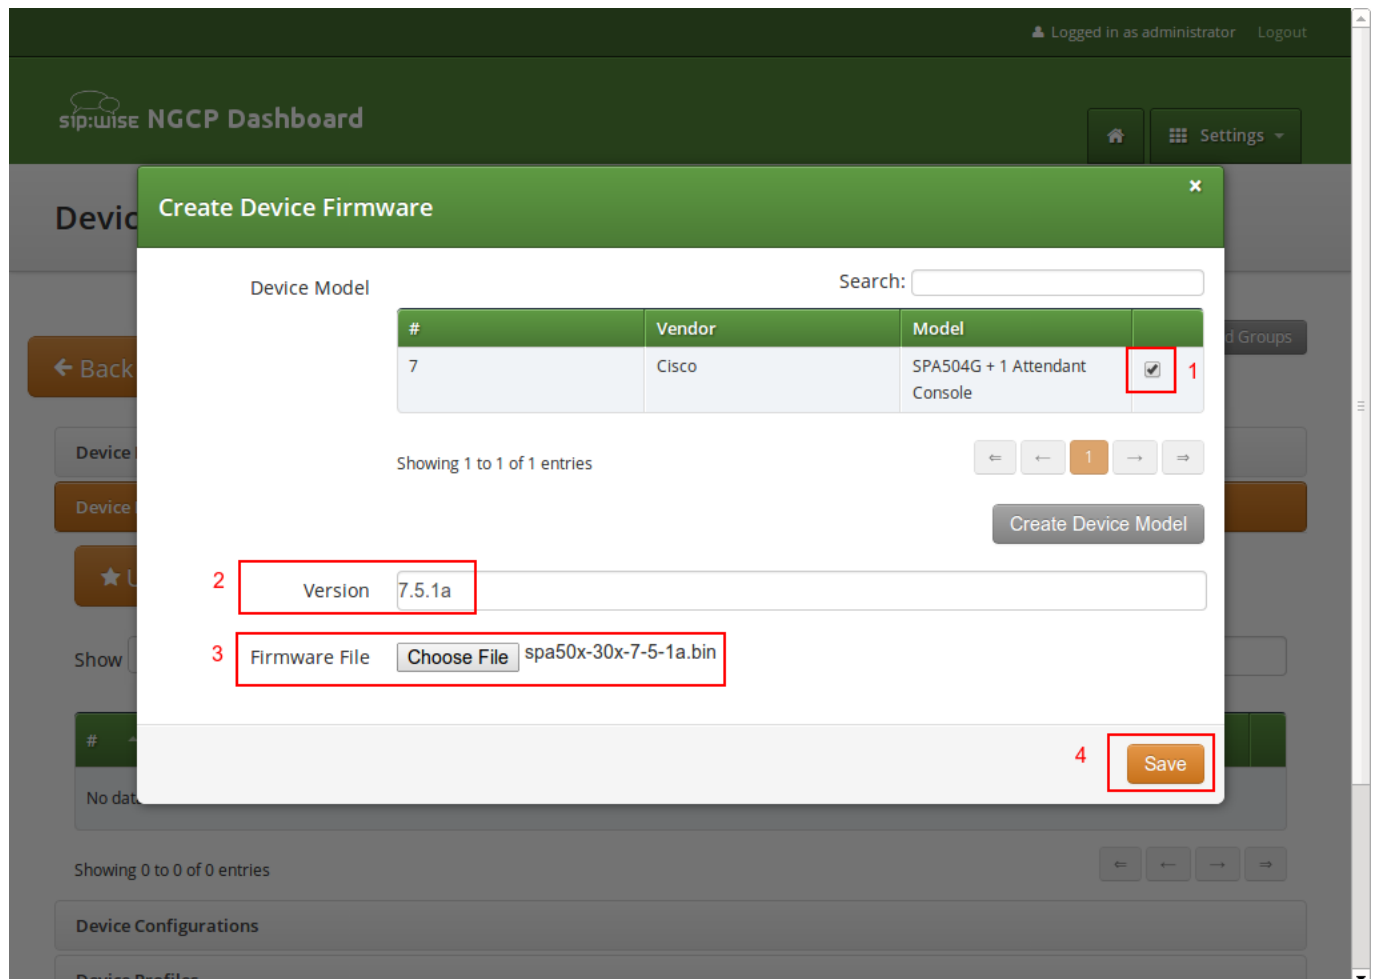 Logged in as administrator Logout
sip:wise NGCP Dashboard
Settings
Devic
Create Device Firmware
×
Device Model
Search:
# Vendor Model
7 Cisco SPA504G + 1 Attendant Console
1
d Groups
Back
Device
Showing 1 to 1 of 1 entries
⇐ ← 1 → ⇒
Device
Create Device Model
U
2 Version 7.5.1a
Show
3 Firmware File Choose File spa50x-30x-7-5-1a.bin
#
4 Save
No dat
Showing 0 to 0 of 0 entries
⇐ ← → ⇒
Device Configurations
Device Profiles